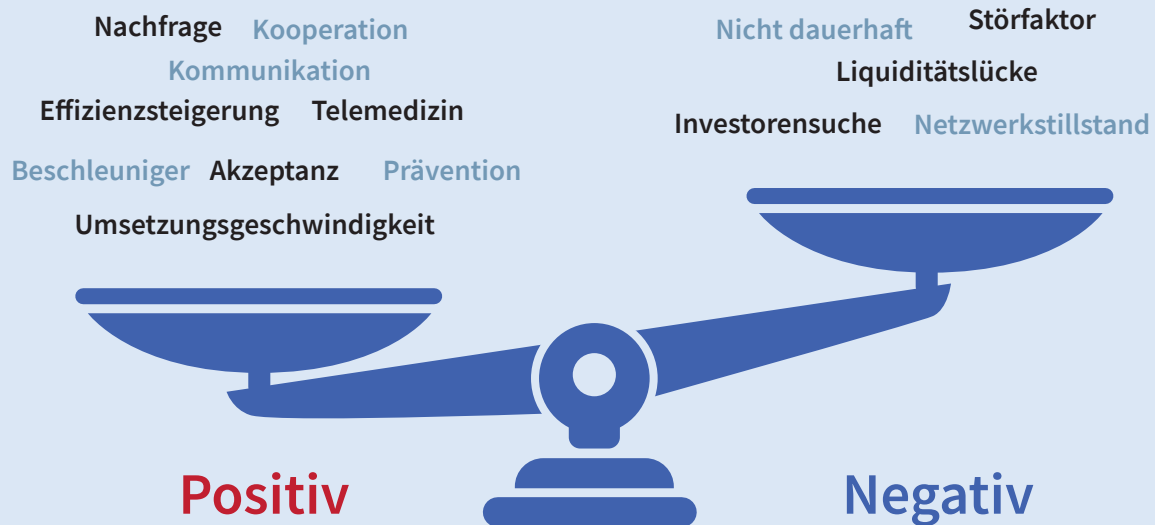 Nachfrage Kooperation
Kommunikation
Effizienzsteigerung Telemedizin
Beschleuniger Akzeptanz Prävention
Umsetzungsgeschwindigkeit
Nicht dauerhaft Störfaktor
Liquiditätslücke
Investorensuche Netzwerkstillstand
Positiv
Negativ